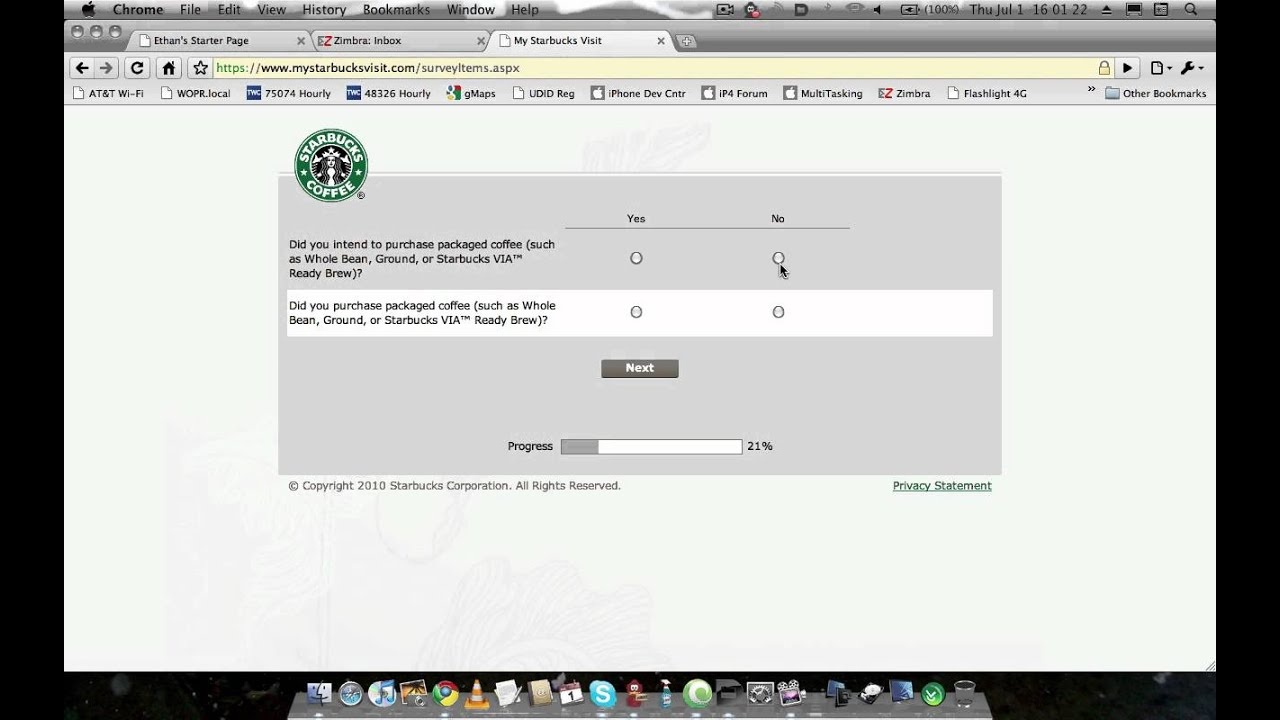 Chrome File Edit View History Bookmarks Window Help (100%) Thu Jul 1 16 01 22
Ethan's Starter Page Zimbra: Inbox My Starbucks Visit
https://www.mystarbucksvisit.com/surveyItems.aspx
AT&T Wi-Fi WOPR.local TWC 75074 Hourly TWC 48326 Hourly gMaps UDID Reg iPhone Dev Cntr iP4 Forum MultiTasking Zimbra Flashlight 4G » Other Bookmarks
STARBUCKS
COFFEE ®
Yes No
Did you intend to purchase packaged coffee (such
as Whole Bean, Ground, or Starbucks VIA™
Ready Brew)?
Did you purchase packaged coffee (such as Whole
Bean, Ground, or Starbucks VIA™ Ready Brew)?
Next
Progress 21%
© Copyright 2010 Starbucks Corporation. All Rights Reserved. Privacy Statement